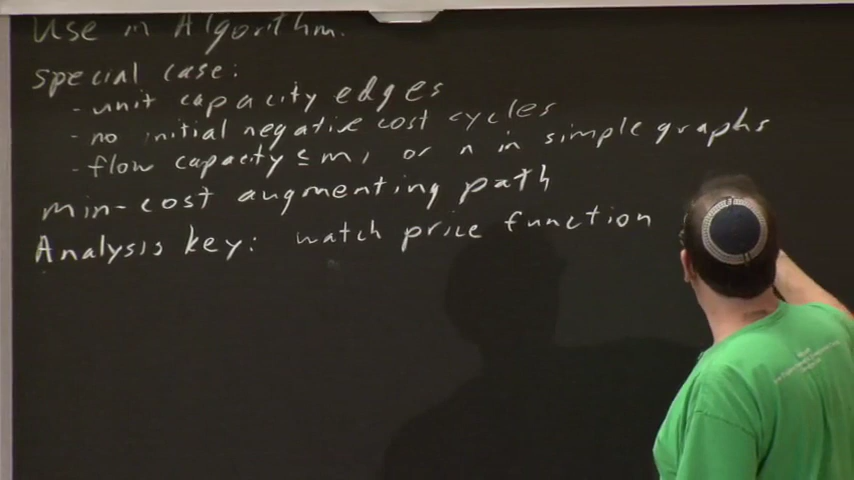 Use in Algorithm.
special case:
- unit capacity edges
- no initial negative cost cycles
- flow capacity ≤ m, or n in simple graphs
min-cost augmenting path
Analysis key: watch price function